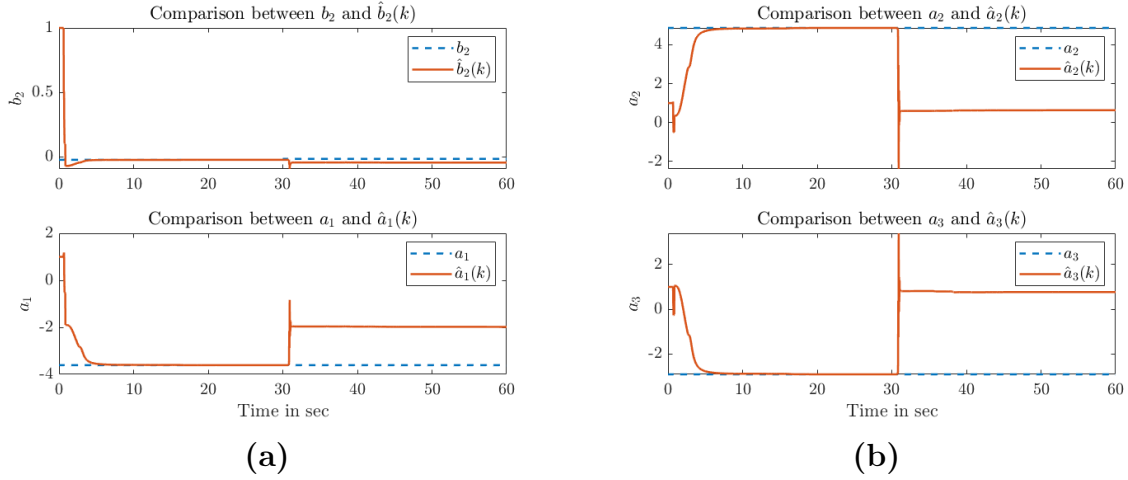 Comparison between b₂ and b̂₂(k)
1
0.5
0
b₂
b₂
b̂₂(k)
0 10 20 30 40 50 60
Comparison between a₁ and â₁(k)
2
0
-2
-4
a₁
a₁
â₁(k)
0 10 20 30 40 50 60
Time in sec
(a)
Comparison between a₂ and â₂(k)
4
2
0
-2
a₂
a₂
â₂(k)
0 10 20 30 40 50 60
Comparison between a₃ and â₃(k)
2
0
-2
a₃
a₃
â₃(k)
0 10 20 30 40 50 60
Time in sec
(b)